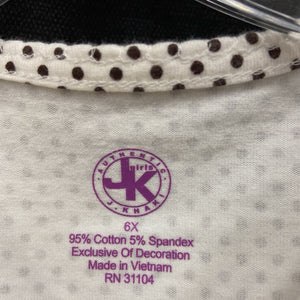 AUTHENTIC
girls
JK
J. KHAKI
6X
95% Cotton 5% Spandex
Exclusive Of Decoration
Made in Vietnam
RN 31104